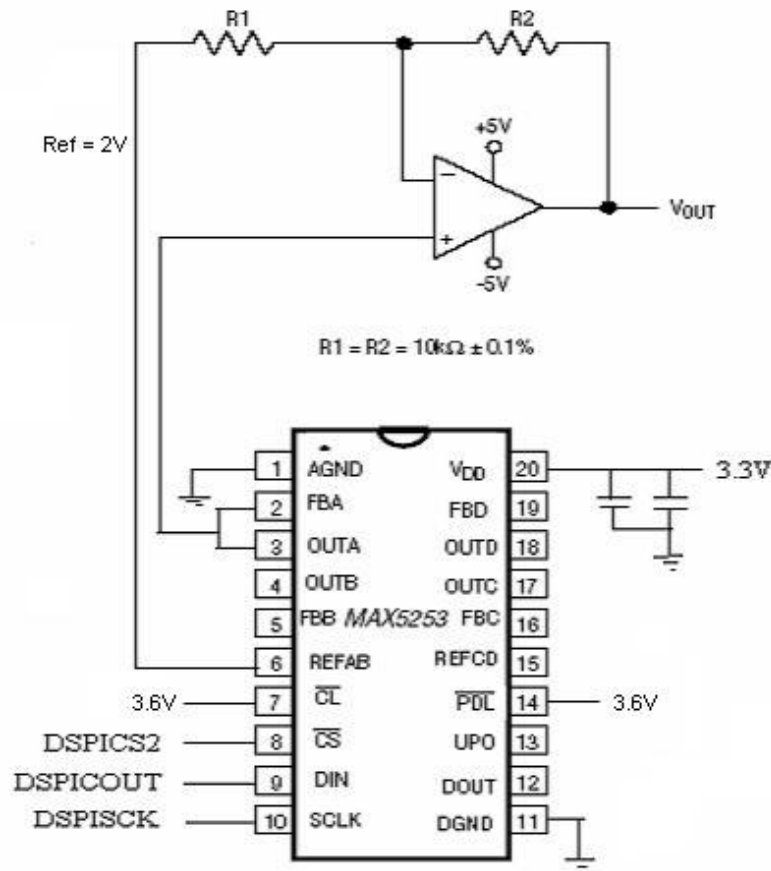 R1 R2
Ref = 2V
+5V
−
VOUT
+
−5V
R1 = R2 = 10kΩ ± 0.1%
1 AGND VDD 20 3.3V
2 FBA FBD 19
3 OUTA OUTD 18
4 OUTB OUTC 17
5 FBB MAX5253 FBC 16
6 REFAB REFCD 15
3.6V 7 CL PDL 14 3.6V
DSPICS2 8 CS UPO 13
DSPICOUT 9 DIN DOUT 12
DSPISCK 10 SCLK DGND 11